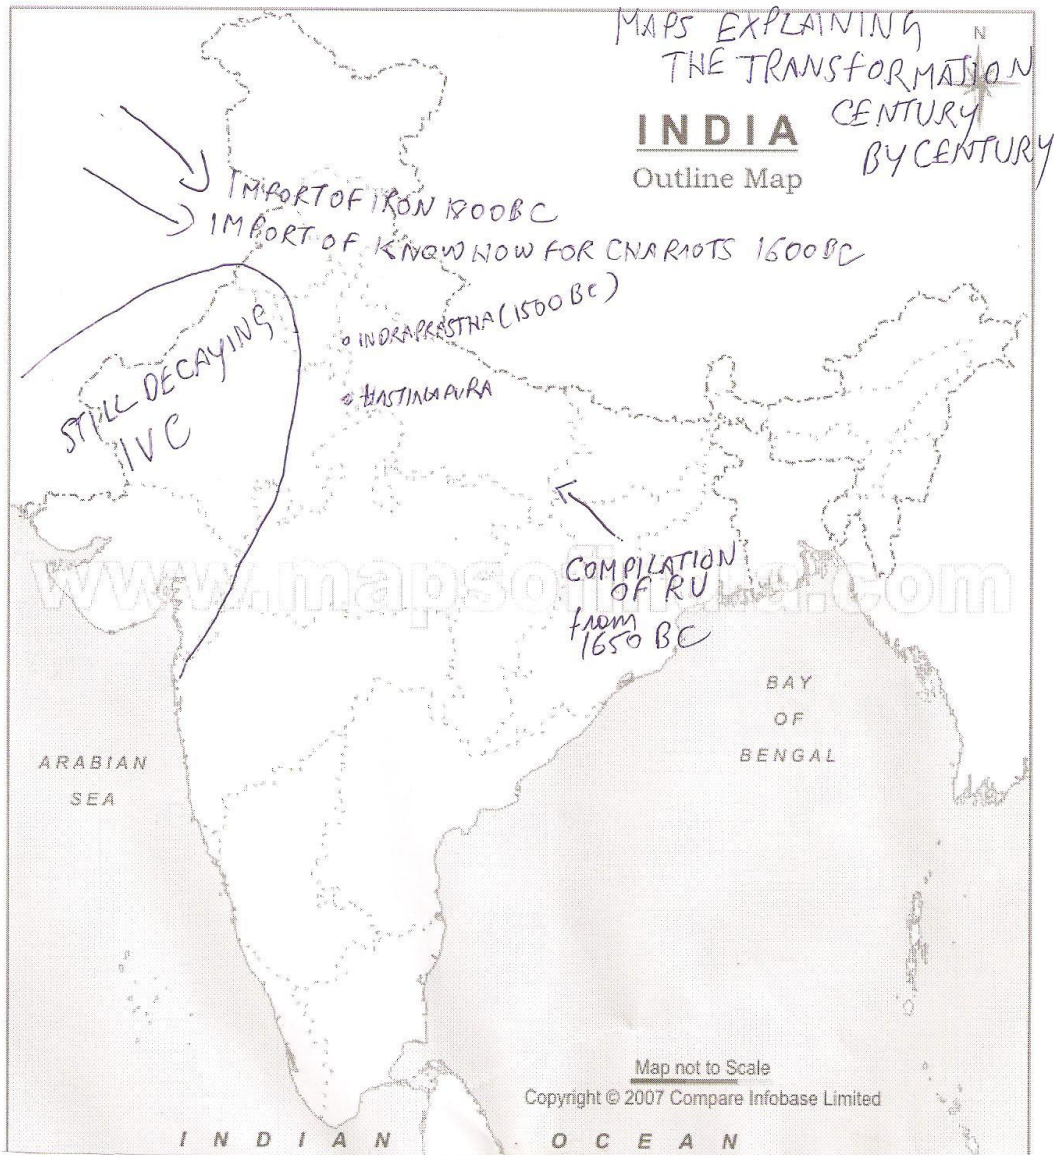 MAPS EXPLAINING
THE TRANSFORMATION
CENTURY
BY CENTURY
N
INDIA
Outline Map
IMPORT OF IRON 1800BC
IMPORT OF KNOW HOW FOR CHARIOTS 1600BC
INDRAPRASTHA (1500 BC)
HASTINAPURA
STILL DECAYING
IVC
www.mapsofindia.com
COMPILATION
OF RV
from
1650 BC
BAY
OF
BENGAL
ARABIAN
SEA
Map not to Scale
Copyright © 2007 Compare Infobase Limited
INDIAN OCEAN